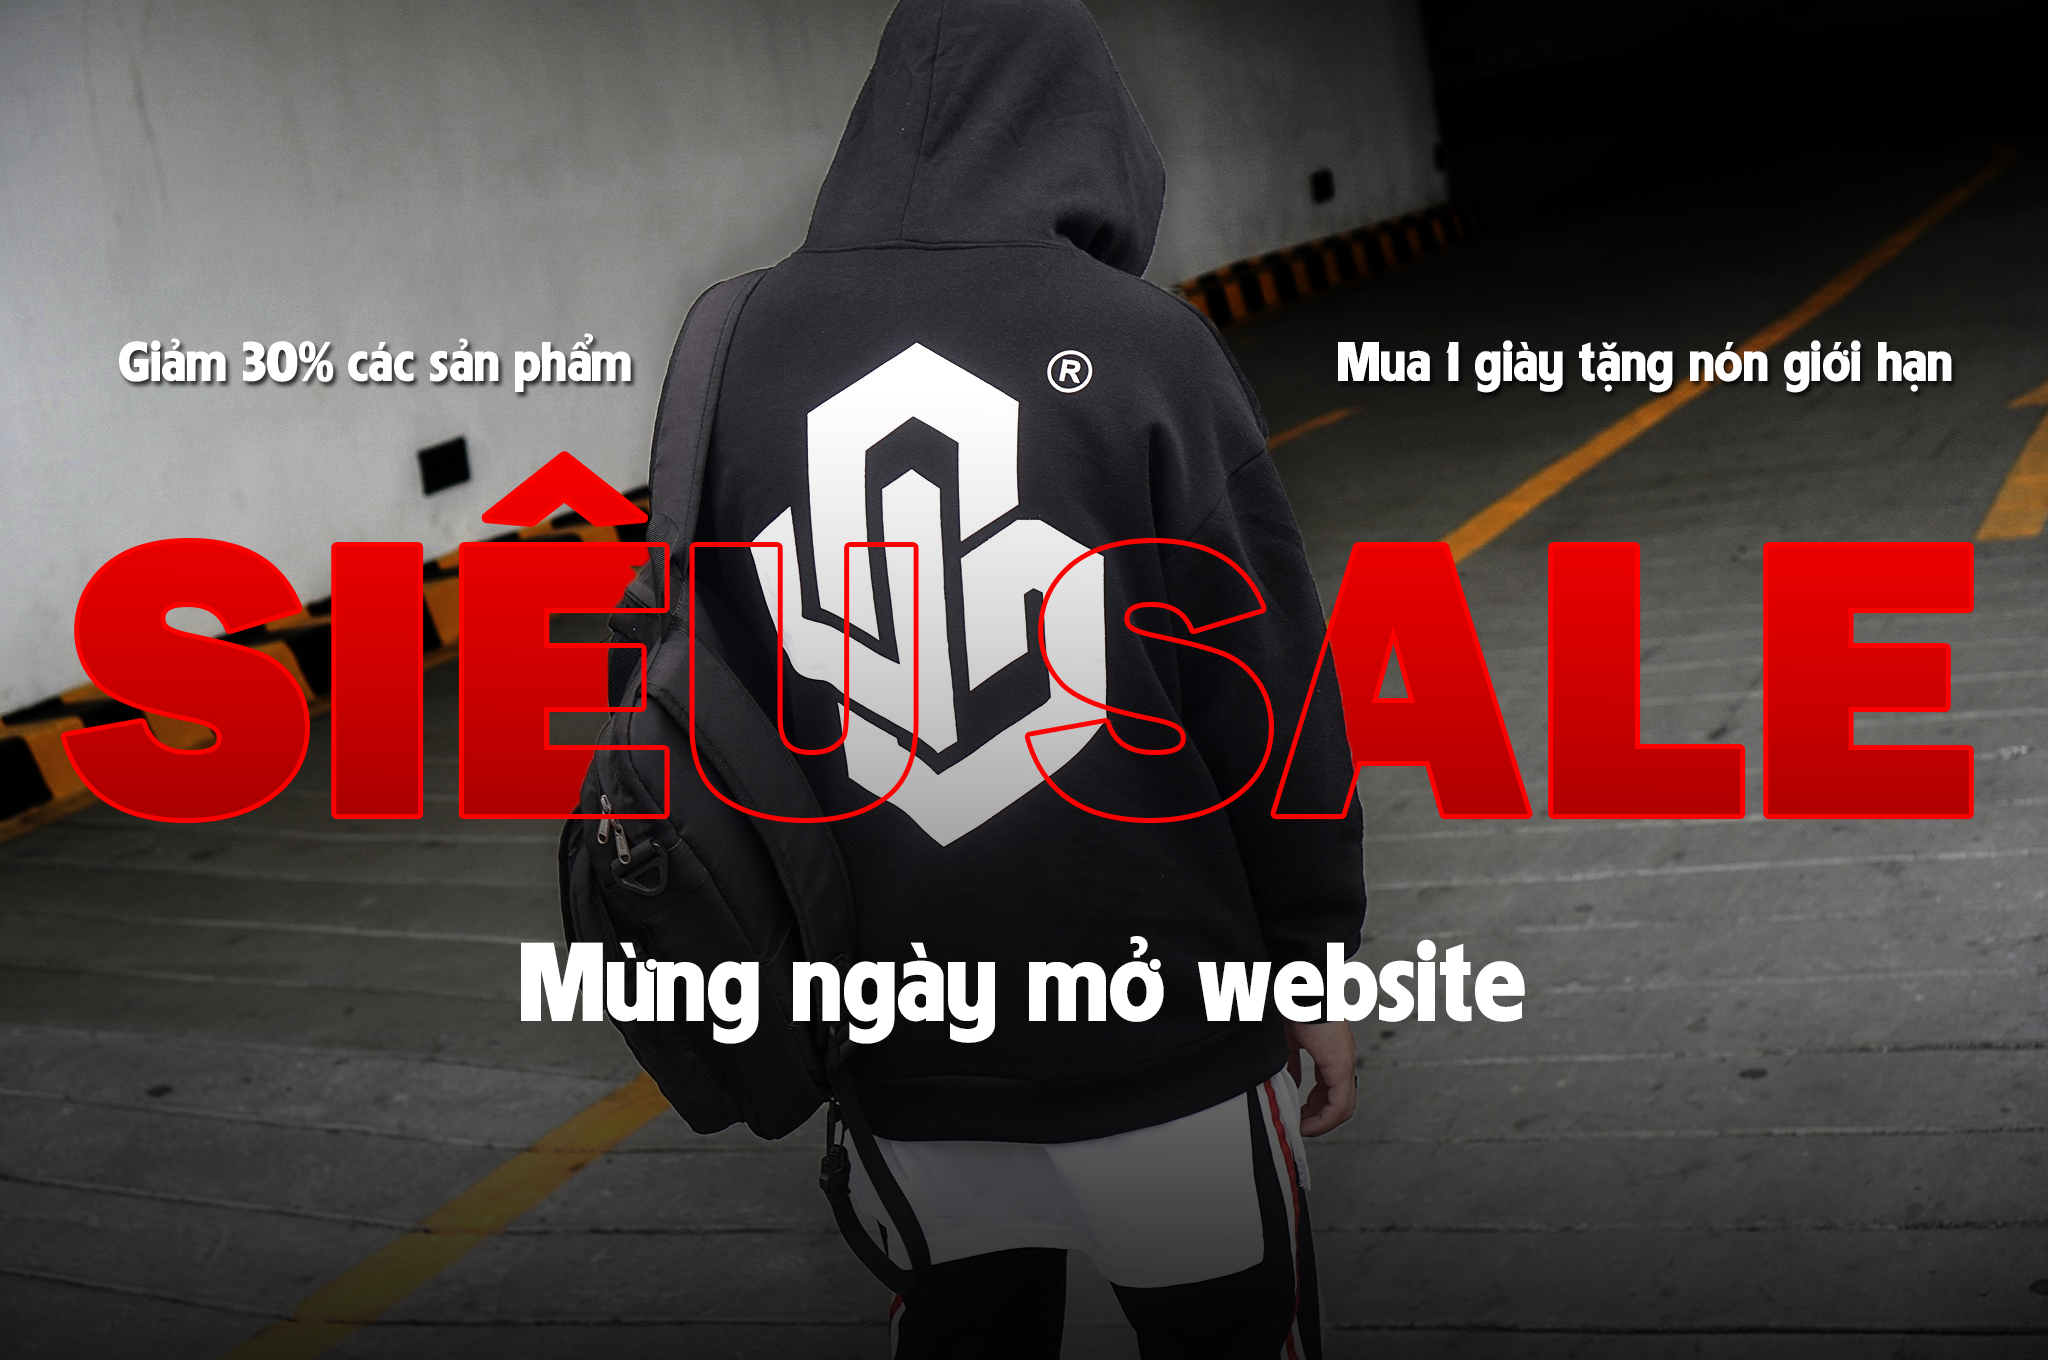 Giảm 30% các sản phẩm
Mua 1 giày tặng nón giới hạn
®
SIÊU SALE
Mừng ngày mở website